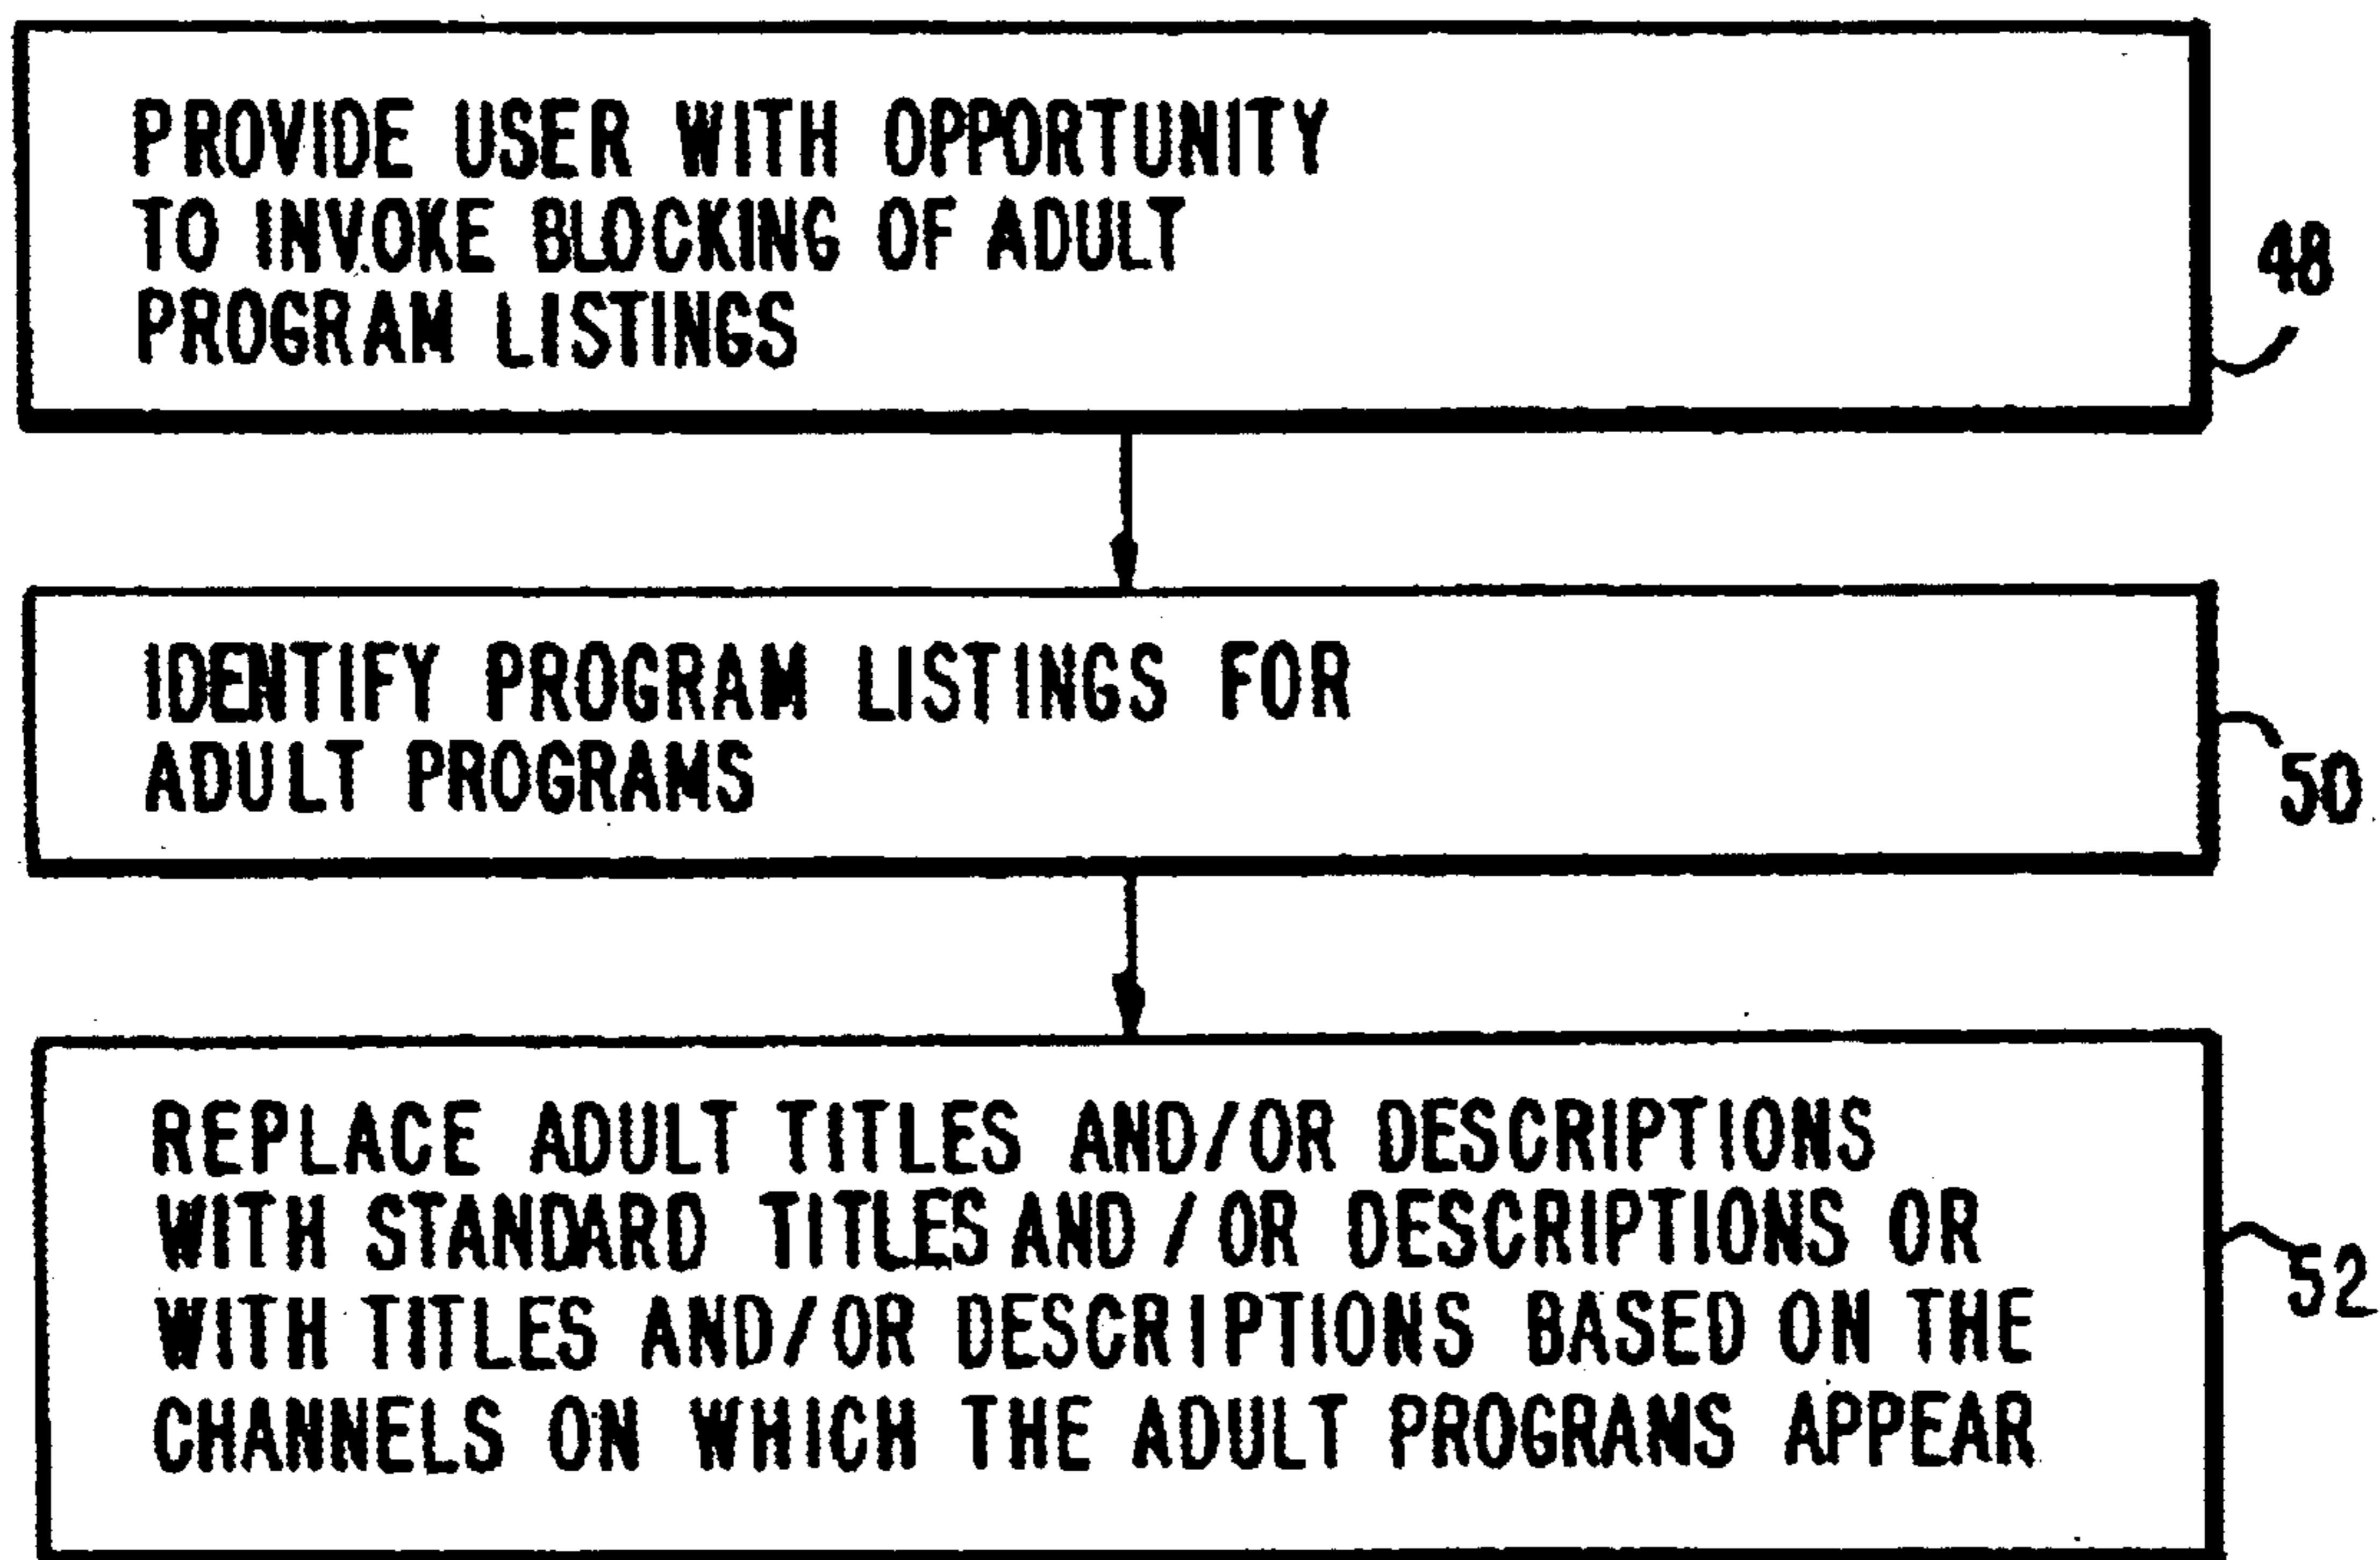 PROVIDE USER WITH OPPORTUNITY
TO INVOKE BLOCKING OF ADULT
PROGRAM LISTINGS
48
IDENTIFY PROGRAM LISTINGS FOR
ADULT PROGRAMS
50
REPLACE ADULT TITLES AND/OR DESCRIPTIONS
WITH STANDARD TITLES AND / OR DESCRIPTIONS OR
WITH TITLES AND/OR DESCRIPTIONS BASED ON THE
CHANNELS ON WHICH THE ADULT PROGRAMS APPEAR
52